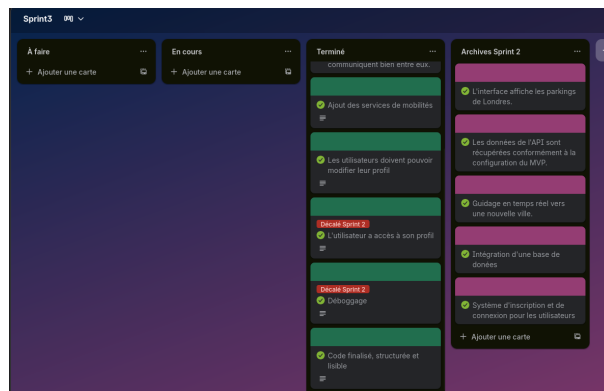 Sprint3
À faire
+ Ajouter une carte
En cours
+ Ajouter une carte
Terminé
communiquent bien entre eux.
Ajout des services de mobilités
Les utilisateurs doivent pouvoir
modifier leur profil
Décalé Sprint 2
L'utilisateur a accès à son profil
Décalé Sprint 2
Déboggage
Code finalisé, structurée et
lisible
Archives Sprint 2
L'interface affiche les parkings
de Londres.
Les données de l'API sont
récupérées conformément à la
configuration du MVP.
Guidage en temps réel vers
une nouvelle ville.
Intégration d'une base de
donées
Système d'inscription et de
connexion pour les utilisateurs
+ Ajouter une carte